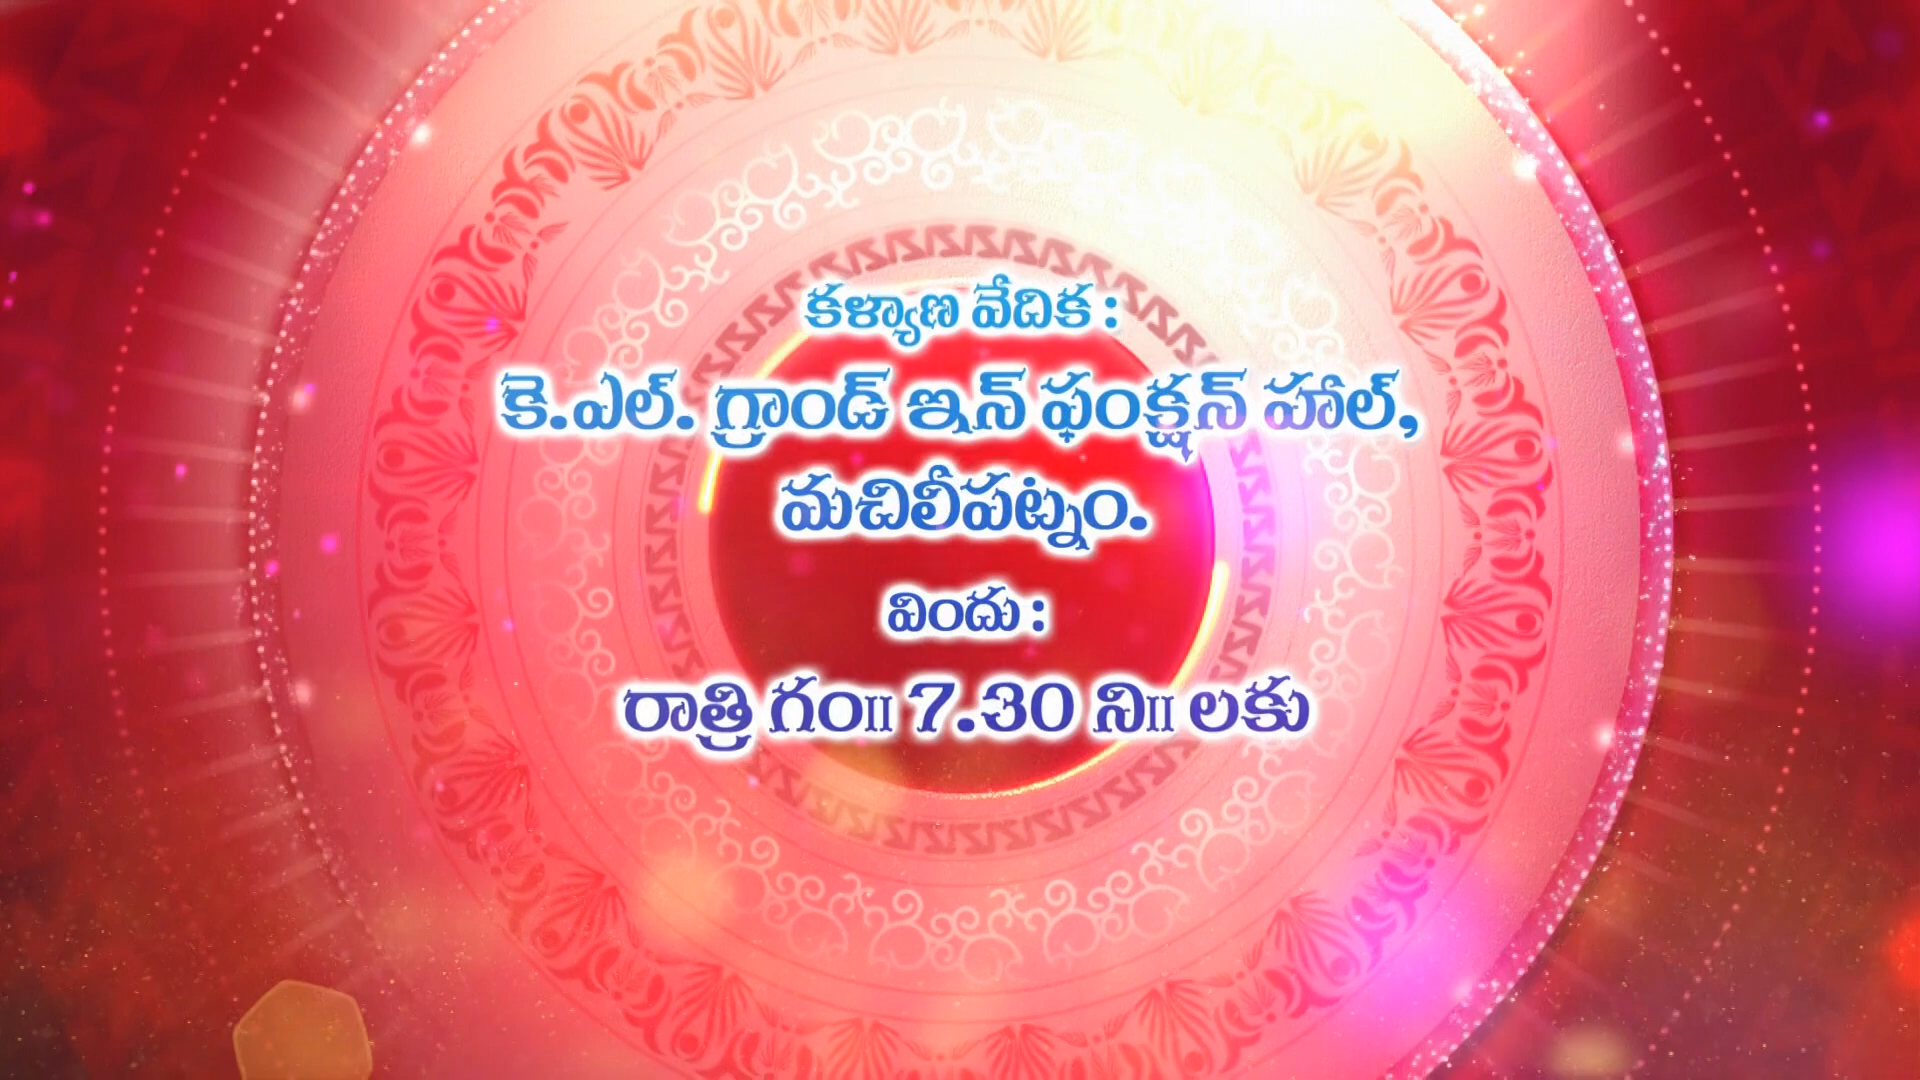 కళ్యాణ వేదిక :
కె.ఎల్. గ్రాండ్ ఇన్ ఫంక్షన్ హాల్,
మచిలీపట్నం.
విందు :
రాత్రి గం॥ 7.30 ని॥ లకు